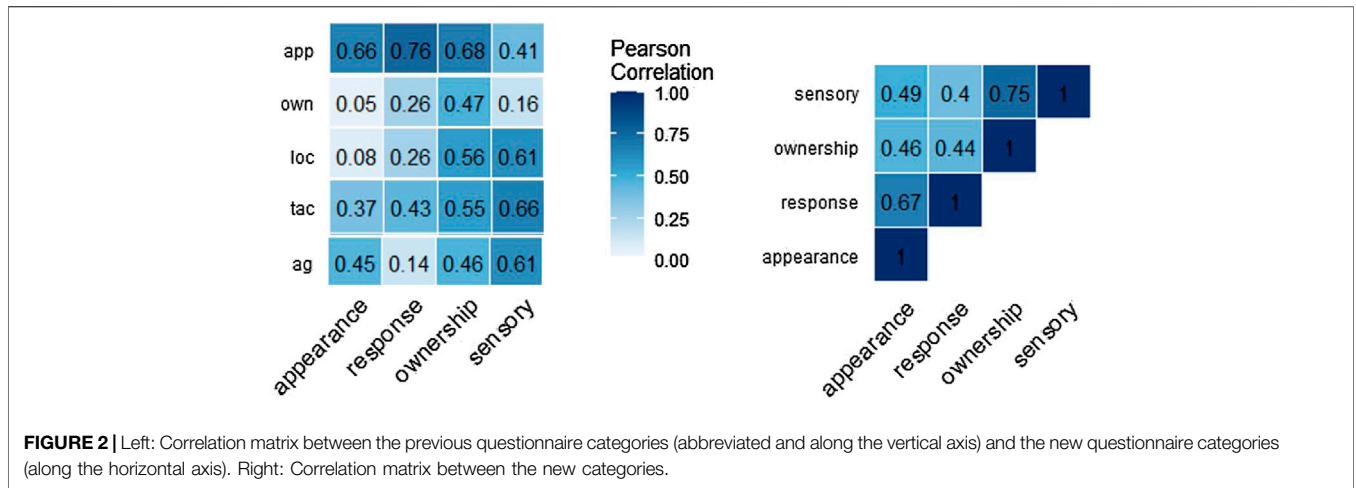 app 0.66 0.76 0.68 0.41
own 0.05 0.26 0.47 0.16
loc 0.08 0.26 0.56 0.61
tac 0.37 0.43 0.55 0.66
ag 0.45 0.14 0.46 0.61
appearance response ownership sensory
Pearson
Correlation
1.00
0.75
0.50
0.25
0.00
sensory 0.49 0.4 0.75 1
ownership 0.46 0.44 1
response 0.67 1
appearance 1
appearance response ownership sensory
FIGURE 2 | Left: Correlation matrix between the previous questionnaire categories (abbreviated and along the vertical axis) and the new questionnaire categories
(along the horizontal axis). Right: Correlation matrix between the new categories.